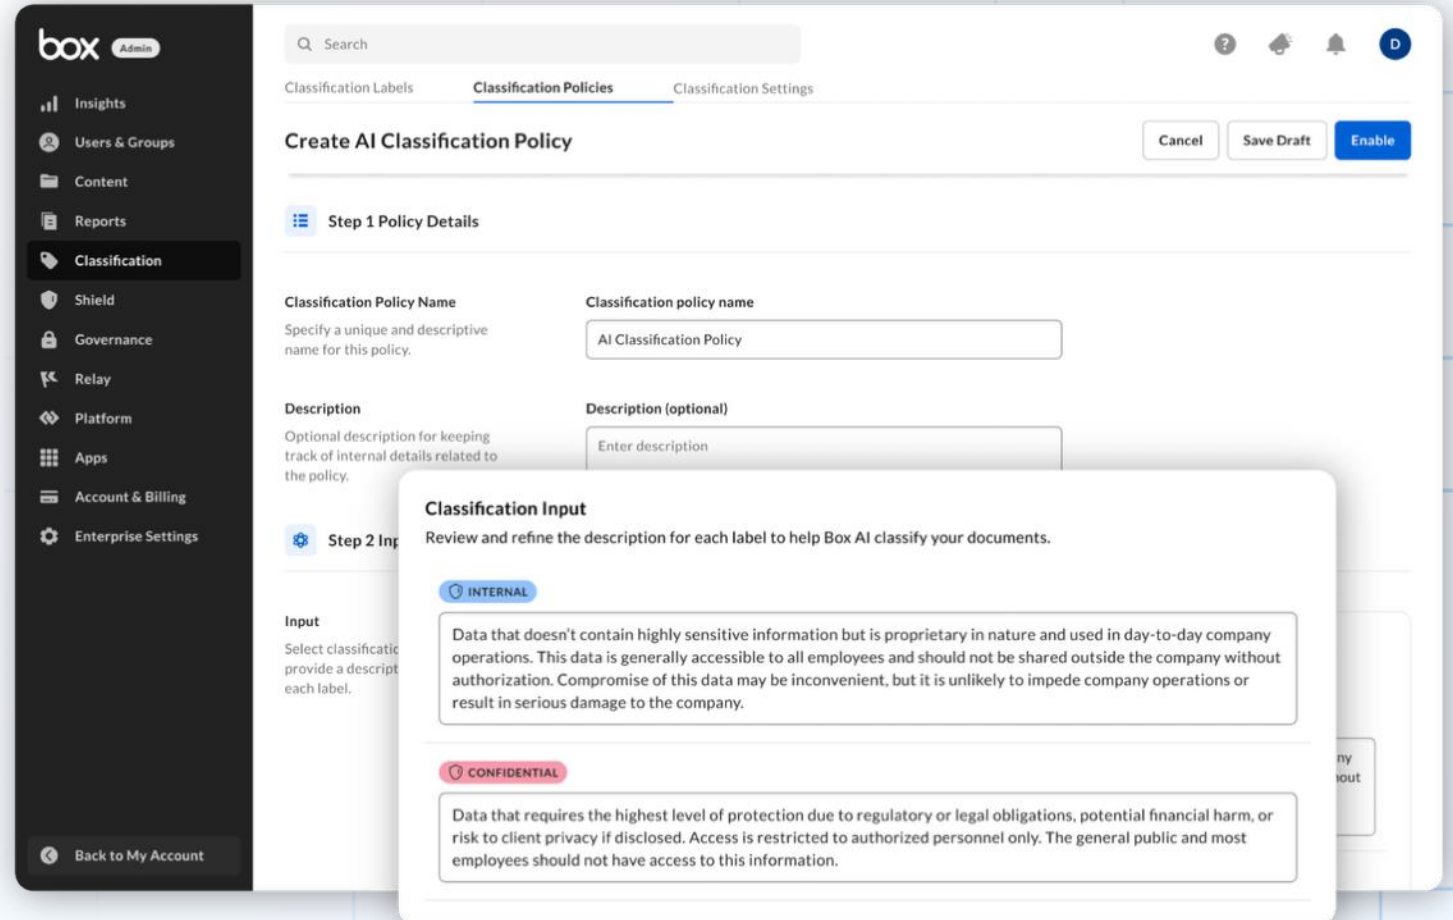 box Admin
Search
D
Insights
Users & Groups
Content
Reports
Classification
Shield
Governance
Relay
Platform
Apps
Account & Billing
Enterprise Settings
Back to My Account
Classification Labels
Classification Policies
Classification Settings
Create AI Classification Policy
Cancel
Save Draft
Enable
Step 1 Policy Details
Classification Policy Name
Specify a unique and descriptive
name for this policy.
Classification policy name
AI Classification Policy
Description
Optional description for keeping
track of internal details related to
the policy.
Description (optional)
Enter description
Step 2
Input
Select
provide a
each label.
Classification Input
Review and refine the description for each label to help Box AI classify your documents.
INTERNAL
Data that doesn't contain highly sensitive information but is proprietary in nature and used in day-to-day company
operations. This data is generally accessible to all employees and should not be shared outside the company without
authorization. Compromise of this data may be inconvenient, but it is unlikely to impede company operations or
result in serious damage to the company.
CONFIDENTIAL
Data that requires the highest level of protection due to regulatory or legal obligations, potential financial harm, or
risk to client privacy if disclosed. Access is restricted to authorized personnel only. The general public and most
employees should not have access to this information.